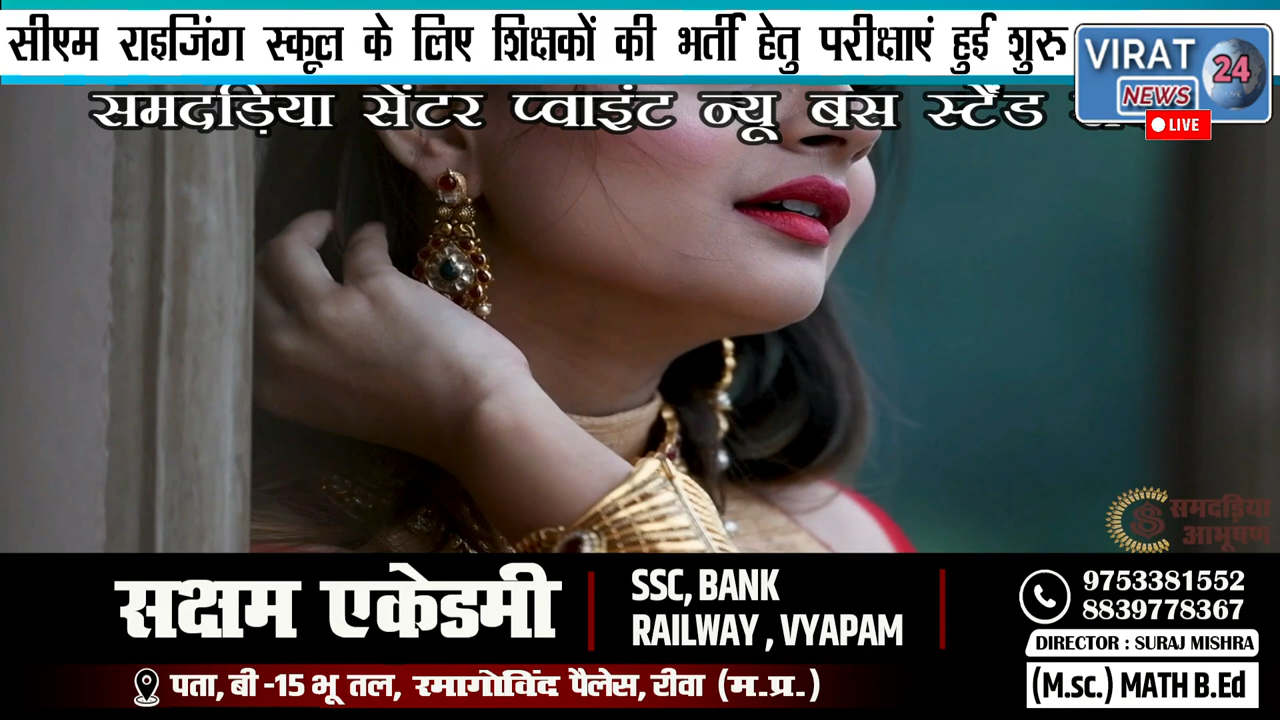 सीएम राइजिंग स्कूल के लिए शिक्षकों की भर्ती हेतु परीक्षाएं हुई शुरु
VIRAT
24
NEWS
LIVE
समदड़िया सेंटर प्वाइंट न्यू बस स्टैंड
समदड़िया
आभूषण
सक्षम एकेडमी
SSC, BANK
RAILWAY , VYAPAM
9753381552
8839778367
DIRECTOR : SURAJ MISHRA
(M.sc.) MATH B.Ed
पता, बी -15 भू तल, रमागोविंद पैलेस, रीवा (म.प्र.)